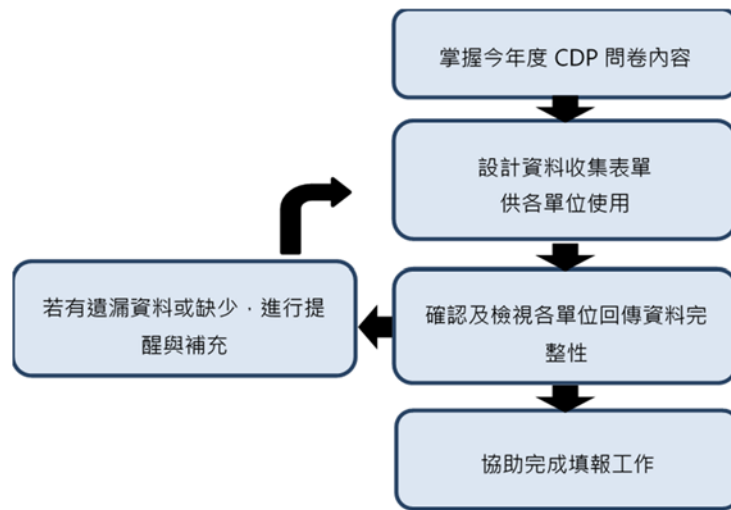 掌握今年度 CDP 問卷內容
設計資料收集表單
供各單位使用
若有遺漏資料或缺少，進行提
醒與補充
確認及檢視各單位回傳資料完
整性
協助完成填報工作